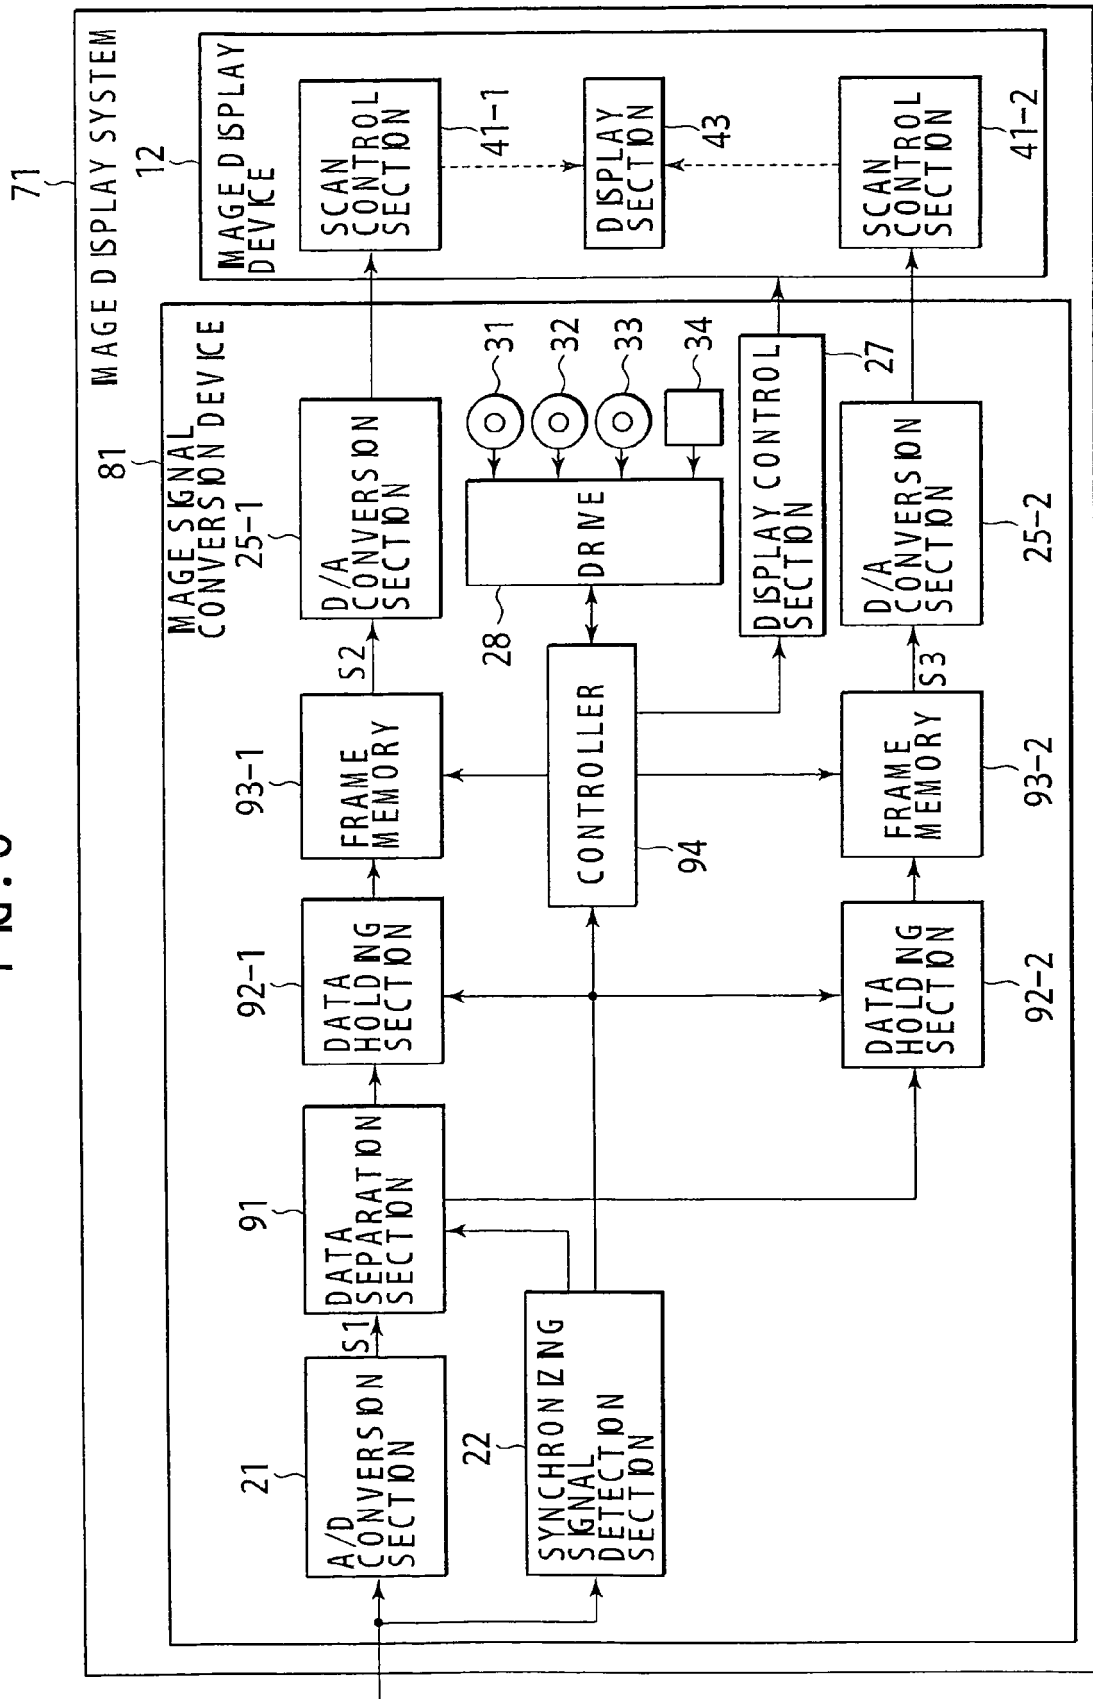 71
IMAGE DISPLAY SYSTEM
12
IMAGE DISPLAY
DEVICE
81
IMAGE SIGNAL
CONVERSION DEVICE
21
A/D
CONVERSION
SECTION
S1
91
DATA
SEPARATION
SECTION
92-1
DATA
HOLDING
SECTION
93-1
FRAME
MEMORY
S2
25-1
D/A
CONVERSION
SECTION
SCAN
CONTROL
SECTION
41-1
22
SYNCHRONIZING
SIGNAL
DETECTION
SECTION
CONTROLLER
94
28
DRIVE
31
32
33
34
DISPLAY
SECTION
43
DISPLAY CONTROL
SECTION
27
DATA
HOLDING
SECTION
92-2
FRAME
MEMORY
93-2
S3
D/A
CONVERSION
SECTION
25-2
SCAN
CONTROL
SECTION
41-2